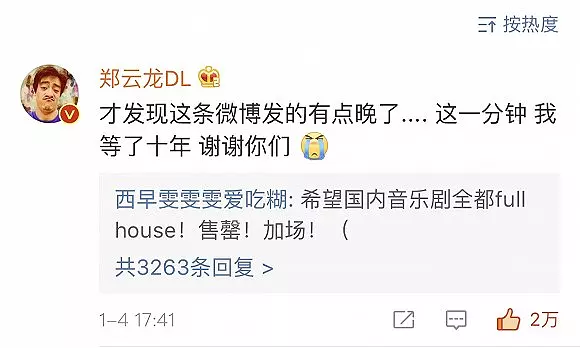 按热度
郑云龙DL
才发现这条微博发的有点晚了.... 这一分钟 我
等了十年 谢谢你们
西早雯雯雯爱吃糊: 希望国内音乐剧全都full
house！售罄！加场！（
共3263条回复 >
1-4 17:41
2万